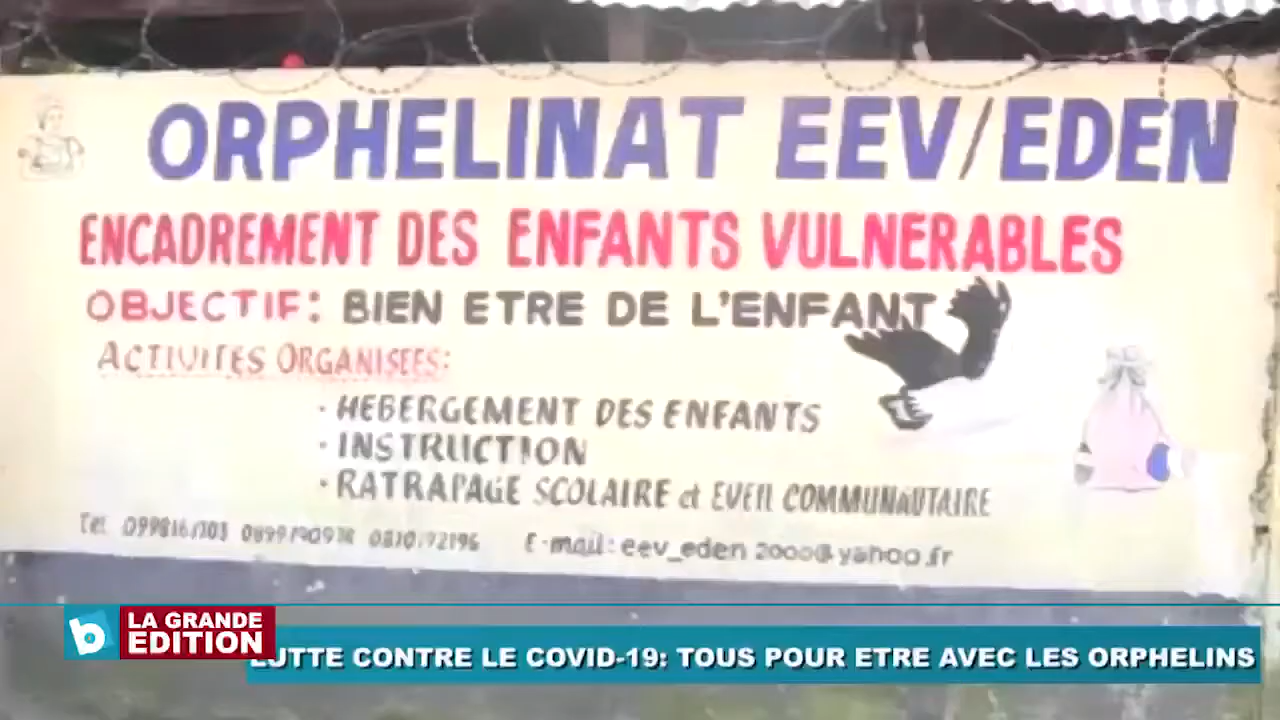 ORPHELINAT EEV/EDEN
ENCADREMENT DES ENFANTS VULNERABLES
OBJECTIF: BIEN ETRE DE L'ENFANT
ACTIVITES ORGANISEES:
· HEBERGEMENT DES ENFANTS
· INSTRUCTION
· RATRAPAGE SCOLAIRE et EVEIL COMMUNAUTAIRE
Tel.
E-mail: eev_eden2000@yahoo.fr
b LA GRANDE
EDITION
LUTTE CONTRE LE COVID-19: TOUS POUR ETRE AVEC LES ORPHELINS